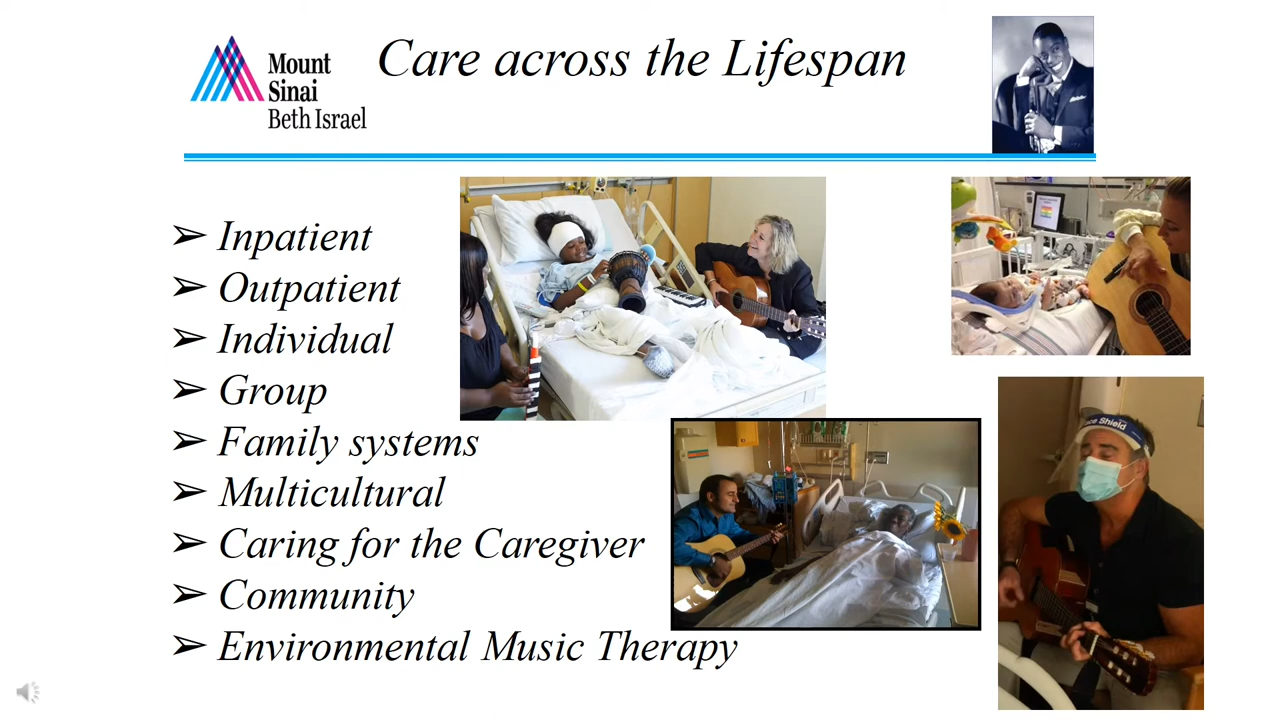 Mount
Sinai
Beth Israel
Care across the Lifespan
➢ Inpatient
➢ Outpatient
➢ Individual
➢ Group
➢ Family systems
➢ Multicultural
➢ Caring for the Caregiver
➢ Community
➢ Environmental Music Therapy
Face Shield